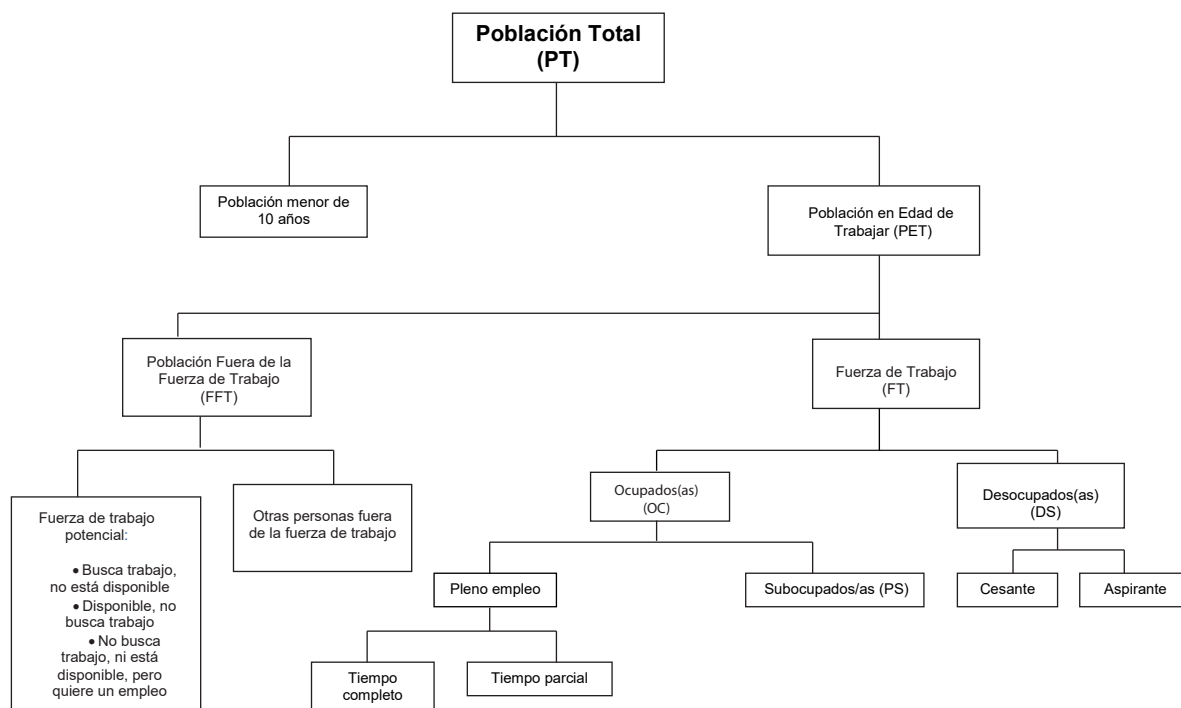 Población Total
(PT)
Población menor de
10 años
Población en Edad de
Trabajar (PET)
Población Fuera de la
Fuerza de Trabajo
(FFT)
Fuerza de Trabajo
(FT)
Fuerza de trabajo
potencial:
• Busca trabajo,
no está disponible
• Disponible, no
busca trabajo
• No busca
trabajo, ni está
disponible, pero
quiere un empleo
Otras personas fuera
de la fuerza de trabajo
Ocupados(as)
(OC)
Desocupados(as)
(DS)
Pleno empleo
Subocupados/as (PS)
Cesante
Aspirante
Tiempo
completo
Tiempo parcial